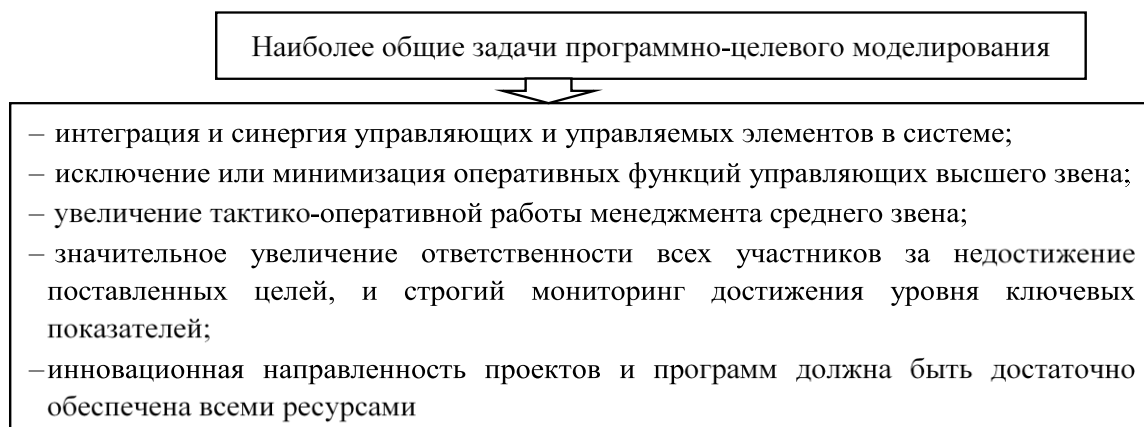 Наиболее общие задачи программно-целевого моделирования
– интеграция и синергия управляющих и управляемых элементов в системе;
– исключение или минимизация оперативных функций управляющих высшего звена;
– увеличение тактико-оперативной работы менеджмента среднего звена;
– значительное увеличение ответственности всех участников за недостижение
поставленных целей, и строгий мониторинг достижения уровня ключевых
показателей;
–инновационная направленность проектов и программ должна быть достаточно
обеспечена всеми ресурсами